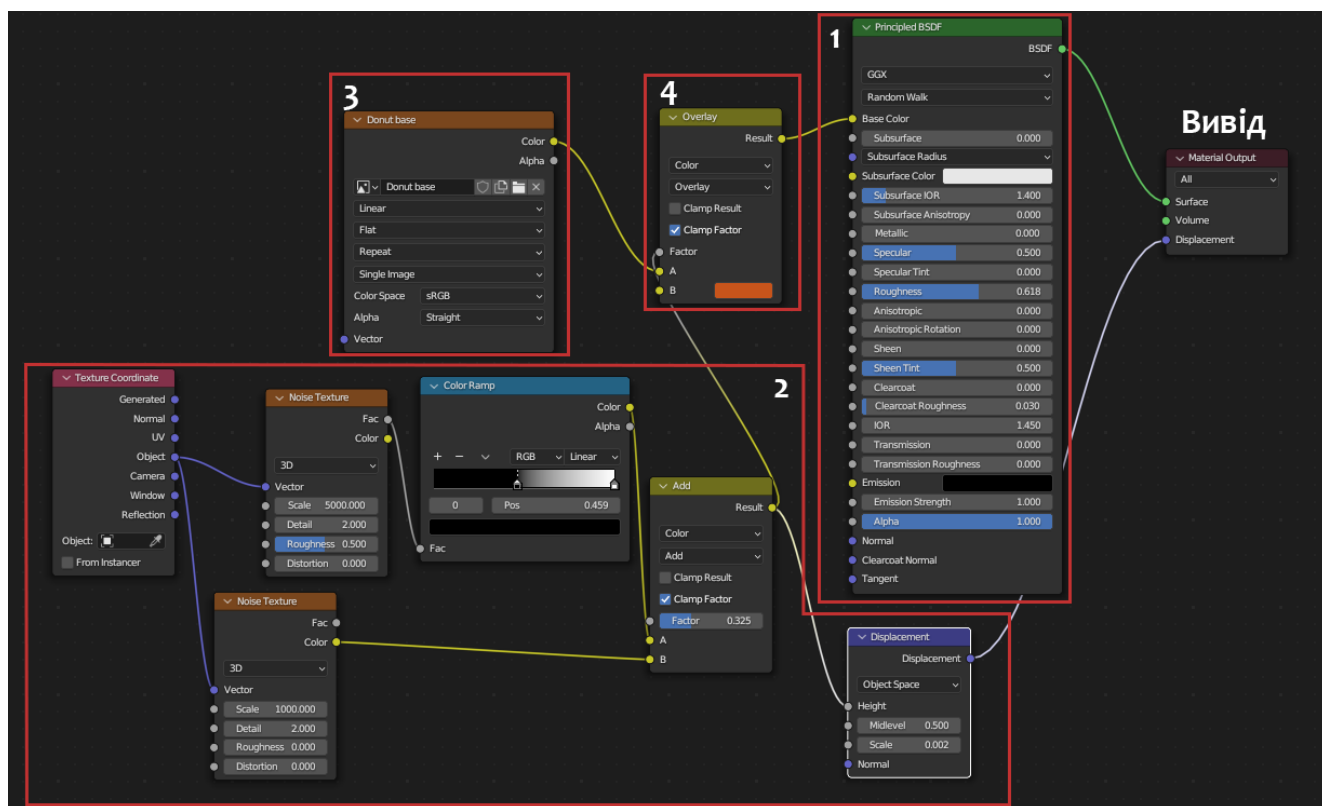 1
Principled BSDF
BSDF
GGX
Random Walk
Base Color
Subsurface 0.000
Subsurface Radius
Subsurface Color
Subsurface IOR 1.400
Subsurface Anisotropy 0.000
Metallic 0.000
Specular 0.500
Specular Tint 0.000
Roughness 0.618
Anisotropic 0.000
Anisotropic Rotation 0.000
Sheen 0.000
Sheen Tint 0.500
Clearcoat 0.000
Clearcoat Roughness 0.030
IOR 1.450
Transmission 0.000
Transmission Roughness 0.000
Emission
Emission Strength 1.000
Alpha 1.000
Normal
Clearcoat Normal
Tangent
Вивід
Material Output
All
Surface
Volume
Displacement
3
Donut base
Color
Alpha
Donut base
Linear
Flat
Repeat
Single Image
Color Space sRGB
Alpha Straight
Vector
4
Overlay
Result
Color
Overlay
Clamp Result
Clamp Factor
Factor
A
B
2
Texture Coordinate
Generated
Normal
UV
Object
Camera
Window
Reflection
Object:
From Instancer
Noise Texture
Fac
Color
3D
Vector
Scale 5000.000
Detail 2.000
Roughness 0.500
Distortion 0.000
Color Ramp
Color
Alpha
+ − RGB Linear
0 Pos 0.459
Fac
Noise Texture
Fac
Color
3D
Vector
Scale 1000.000
Detail 2.000
Roughness 0.000
Distortion 0.000
Add
Result
Color
Add
Clamp Result
Clamp Factor
Factor 0.325
A
B
Displacement
Displacement
Object Space
Height
Midlevel 0.500
Scale 0.002
Normal